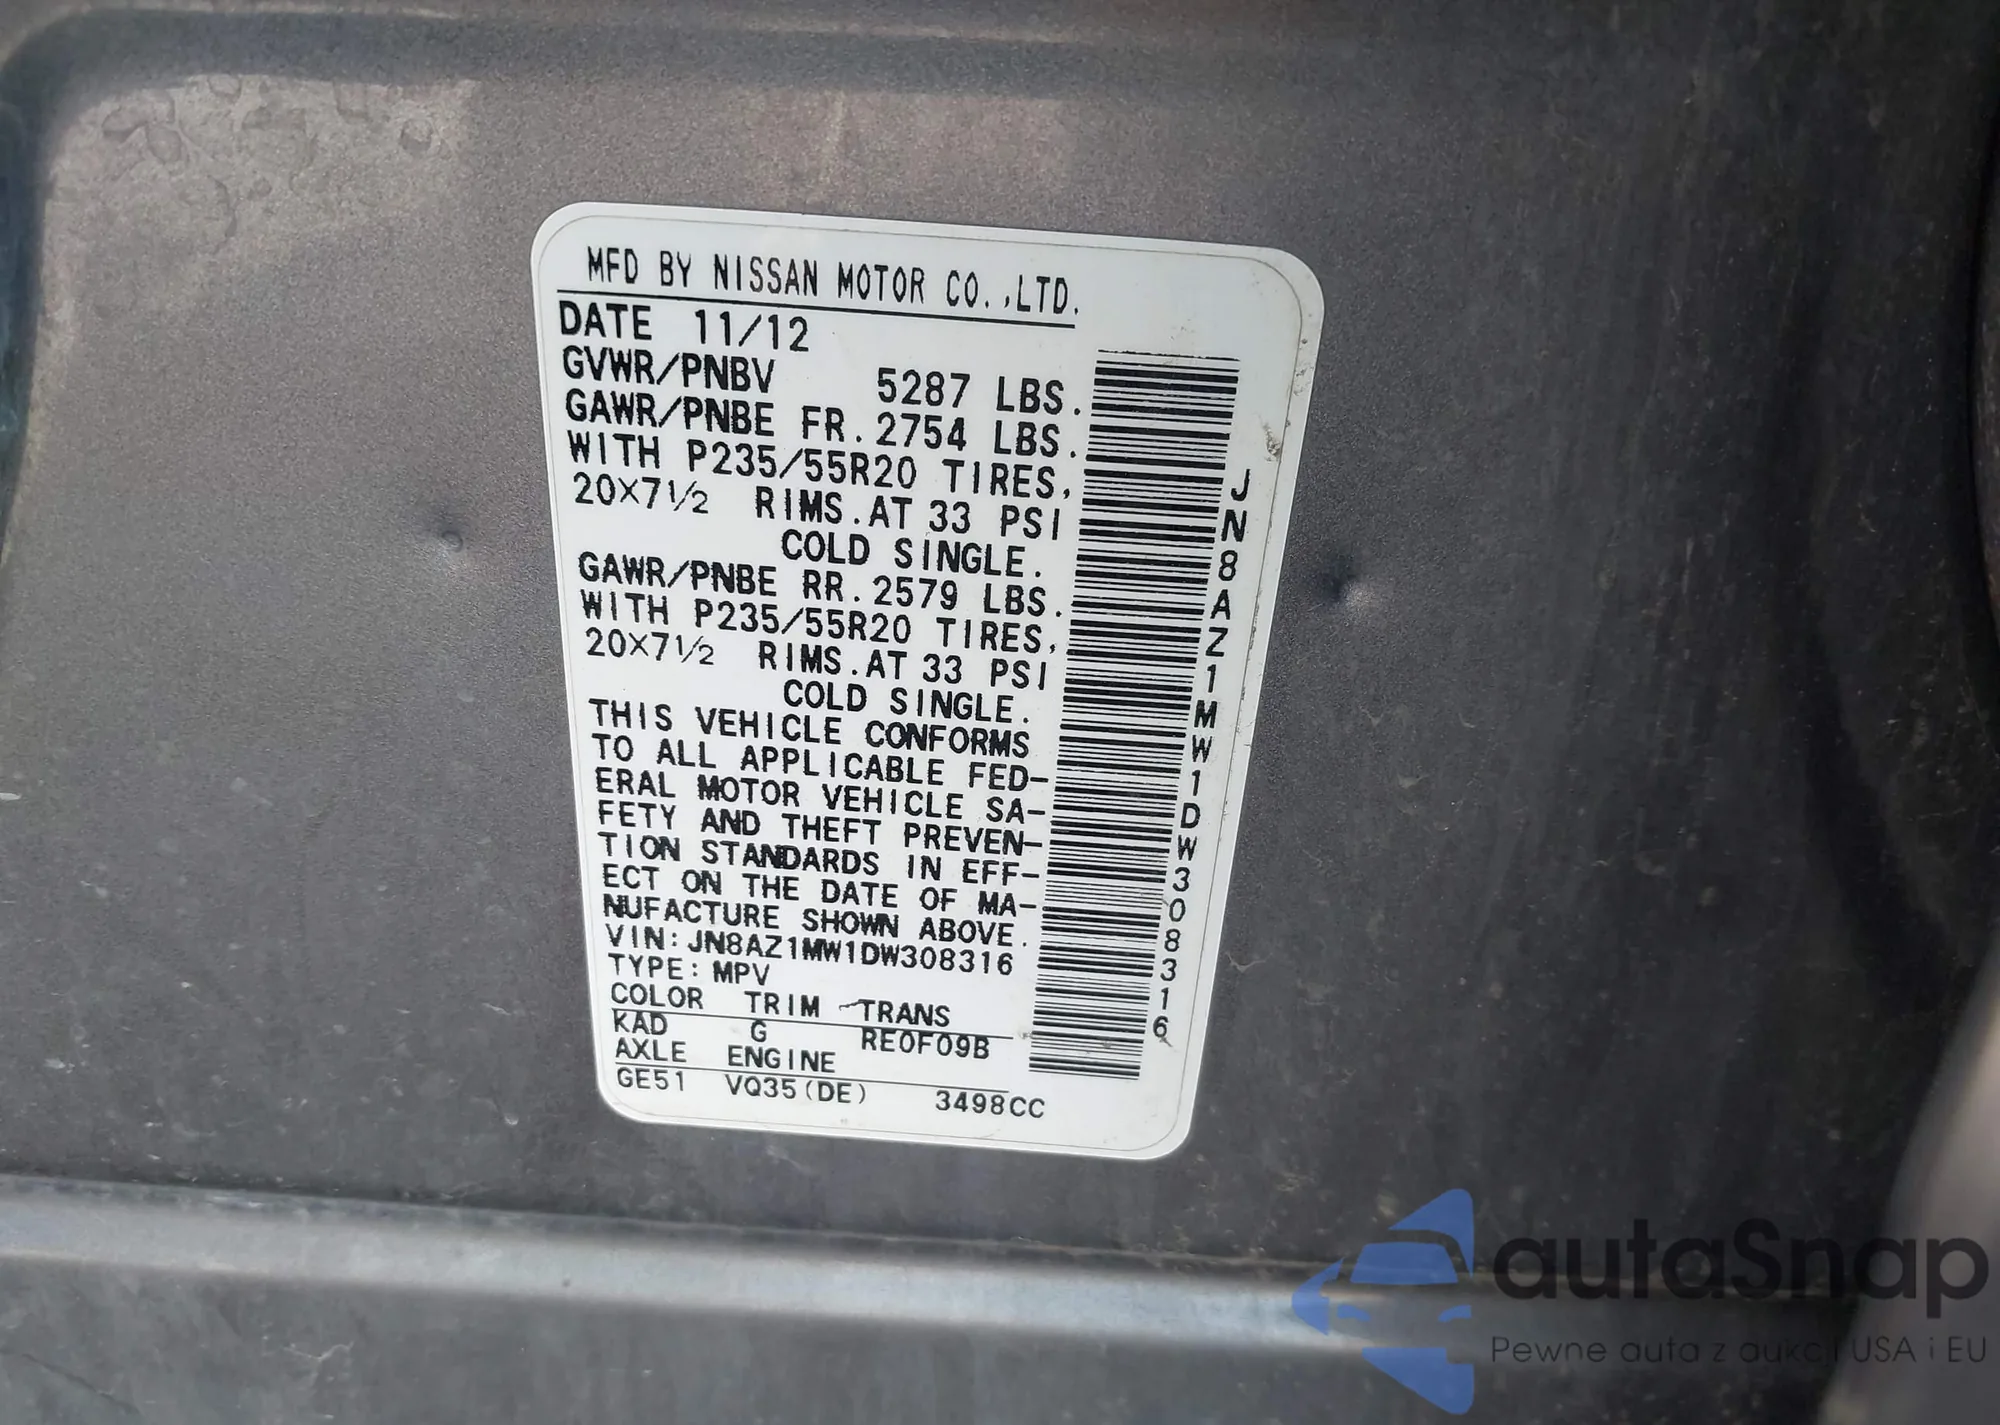 MFD BY NISSAN MOTOR CO.,LTD.
DATE 11/12
GVWR/PNBV 5287 LBS.
GAWR/PNBE FR. 2754 LBS.
WITH P235/55R20 TIRES,
20X7 1/2 RIMS. AT 33 PSI
COLD SINGLE.
GAWR/PNBE RR. 2579 LBS.
WITH P235/55R20 TIRES,
20X7 1/2 RIMS. AT 33 PSI
COLD SINGLE.
THIS VEHICLE CONFORMS
TO ALL APPLICABLE FED-
ERAL MOTOR VEHICLE SA-
FETY AND THEFT PREVEN-
TION STANDARDS IN EFF-
ECT ON THE DATE OF MA-
NUFACTURE SHOWN ABOVE.
VIN: JN8AZ1MW1DW308316
TYPE: MPV
COLOR TRIM TRANS
KAD G RE0F09B
AXLE ENGINE
GE51 VQ35(DE) 3498CC
JN8AZ1MW1DW308316
autaSnap
Pewne auta z aukcji USA i EU